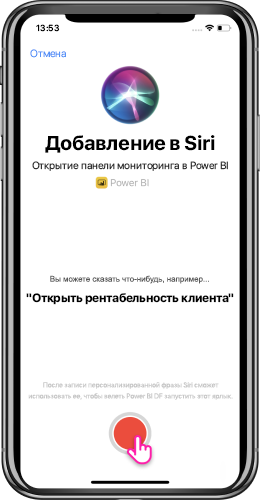 13:53
Отмена
Добавление в Siri
Открытие панели мониторинга в Power BI
Power BI
Вы можете сказать что-нибудь, например...
"Открыть рентабельность клиента"
После записи персонализированной фразы Siri сможет
использовать ее, чтобы велеть Power BI DF запустить этот ярлык.